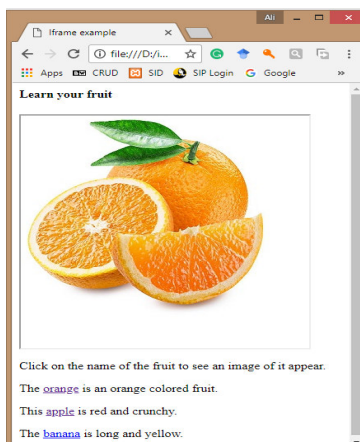 Ali
Iframe example
file:///D:/i...
Apps CRUD SID SIP Login G Google »
Learn your fruit
Click on the name of the fruit to see an image of it appear.
The orange is an orange colored fruit.
This apple is red and crunchy.
The banana is long and yellow.